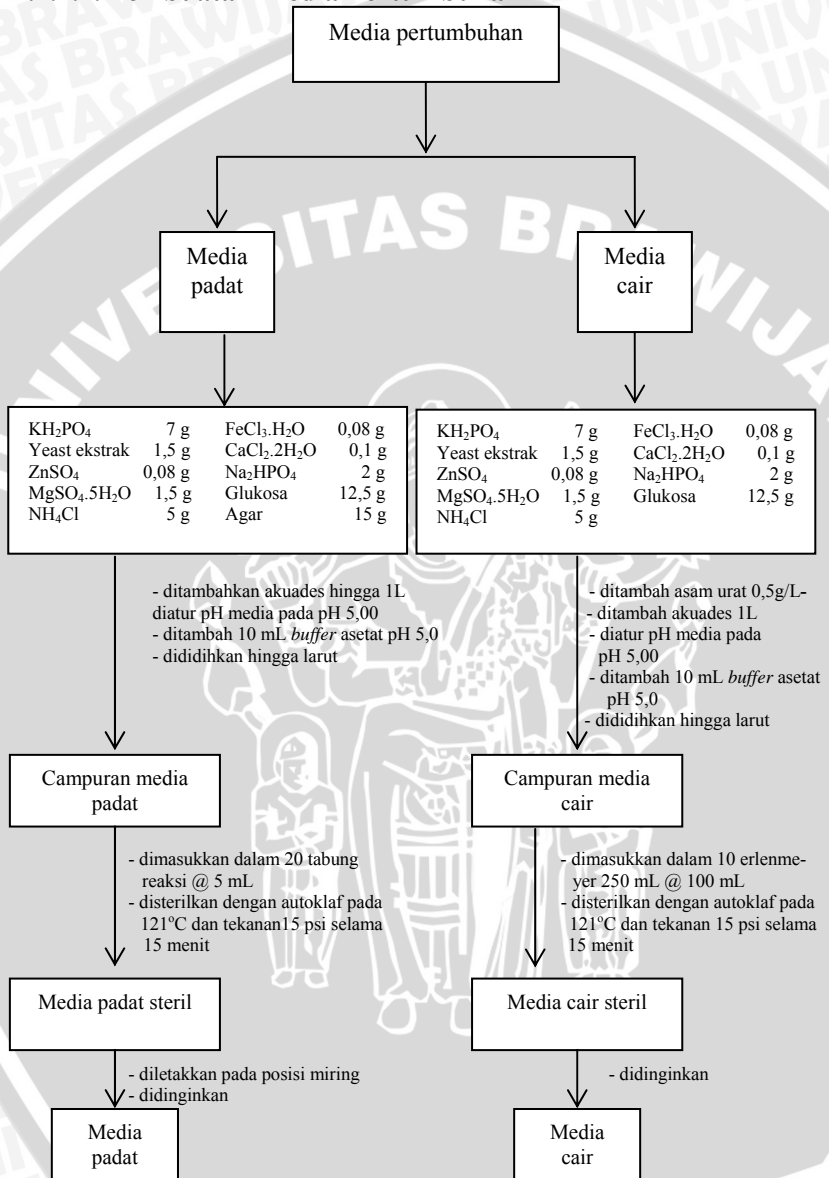 Media pertumbuhan
Media
padat
Media
cair
KH₂PO₄ 7 g FeCl₃.H₂O 0,08 g
Yeast ekstrak 1,5 g CaCl₂.2H₂O 0,1 g
ZnSO₄ 0,08 g Na₂HPO₄ 2 g
MgSO₄.5H₂O 1,5 g Glukosa 12,5 g
NH₄Cl 5 g Agar 15 g
KH₂PO₄ 7 g FeCl₃.H₂O 0,08 g
Yeast ekstrak 1,5 g CaCl₂.2H₂O 0,1 g
ZnSO₄ 0,08 g Na₂HPO₄ 2 g
MgSO₄.5H₂O 1,5 g Glukosa 12,5 g
NH₄Cl 5 g
- ditambahkan akuades hingga 1L
diatur pH media pada pH 5,00
- ditambah 10 mL buffer asetat pH 5,0
- dididihkan hingga larut
- ditambah asam urat 0,5g/L-
- ditambah akuades 1L
- diatur pH media pada
pH 5,00
- ditambah 10 mL buffer asetat
pH 5,0
- dididihkan hingga larut
Campuran media
padat
Campuran media
cair
- dimasukkan dalam 20 tabung
reaksi @ 5 mL
- disterilkan dengan autoklaf pada
121°C dan tekanan15 psi selama
15 menit
- dimasukkan dalam 10 erlenme-
yer 250 mL @ 100 mL
- disterilkan dengan autoklaf pada
121°C dan tekanan 15 psi selama
15 menit
Media padat steril
Media cair steril
- diletakkan pada posisi miring
- didinginkan
- didinginkan
Media
padat
Media
cair